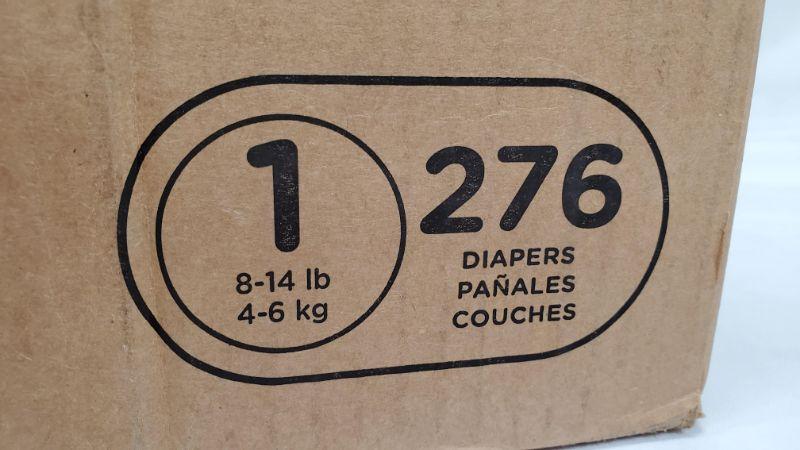 1
8-14 lb
4-6 kg
276
DIAPERS
PAÑALES
COUCHES